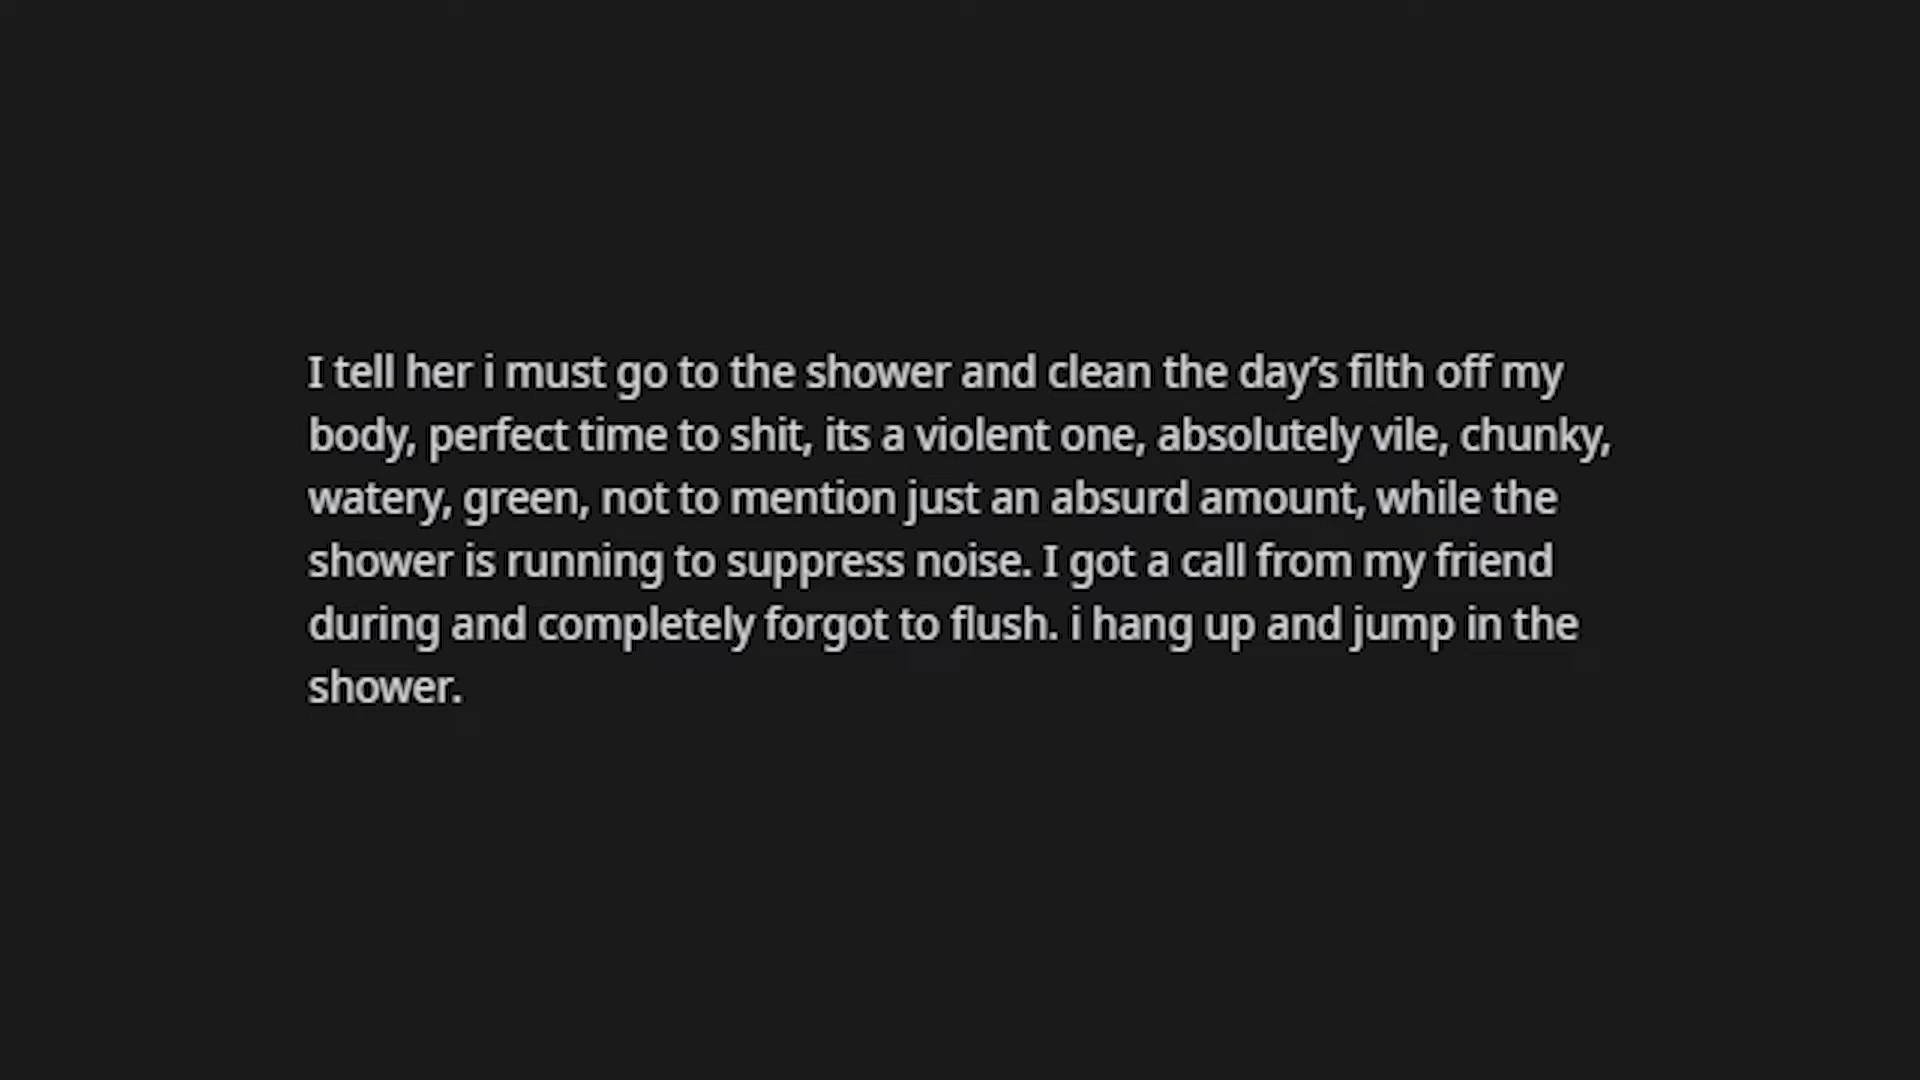 I tell her i must go to the shower and clean the day’s filth off my
body, perfect time to shit, its a violent one, absolutely vile, chunky,
watery, green, not to mention just an absurd amount, while the
shower is running to suppress noise. I got a call from my friend
during and completely forgot to flush. i hang up and jump in the
shower.